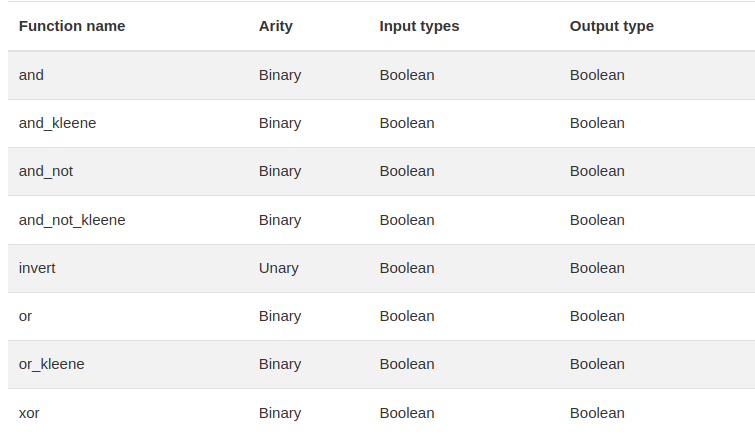 Function name Arity Input types Output type
and Binary Boolean Boolean
and_kleene Binary Boolean Boolean
and_not Binary Boolean Boolean
and_not_kleene Binary Boolean Boolean
invert Unary Boolean Boolean
or Binary Boolean Boolean
or_kleene Binary Boolean Boolean
xor Binary Boolean Boolean